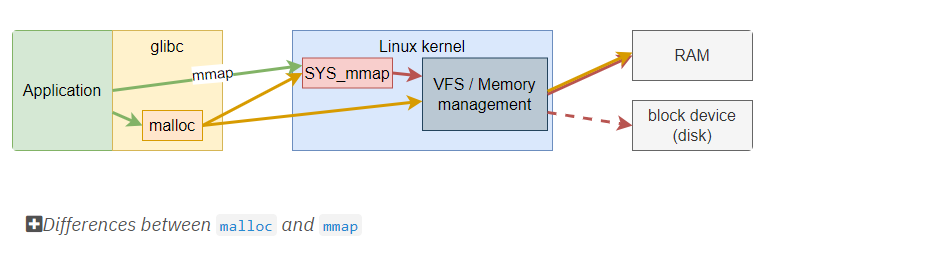 glibc
Linux kernel
RAM
mmap
SYS_mmap
Application
VFS / Memory
management
malloc
block device
(disk)
Differences between malloc and mmap